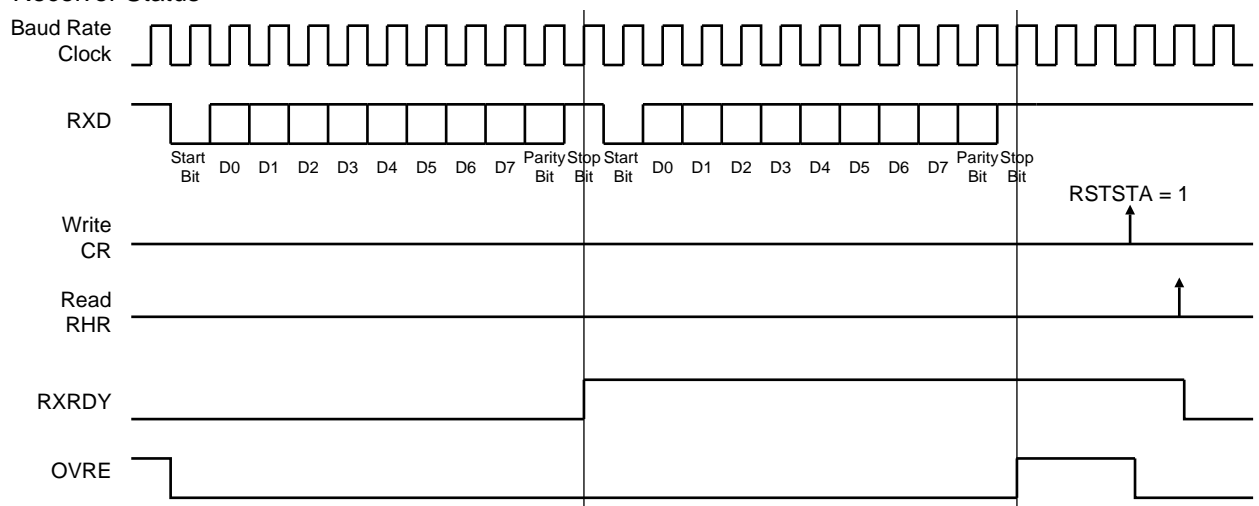 Receiver Status
Baud Rate
Clock
RXD
Start
Bit
D0
D1
D2
D3
D4
D5
D6
D7
Parity
Bit
Stop
Bit
Start
Bit
D0
D1
D2
D3
D4
D5
D6
D7
Parity
Bit
Stop
Bit
RSTSTA = 1
Write
CR
Read
RHR
RXRDY
OVRE